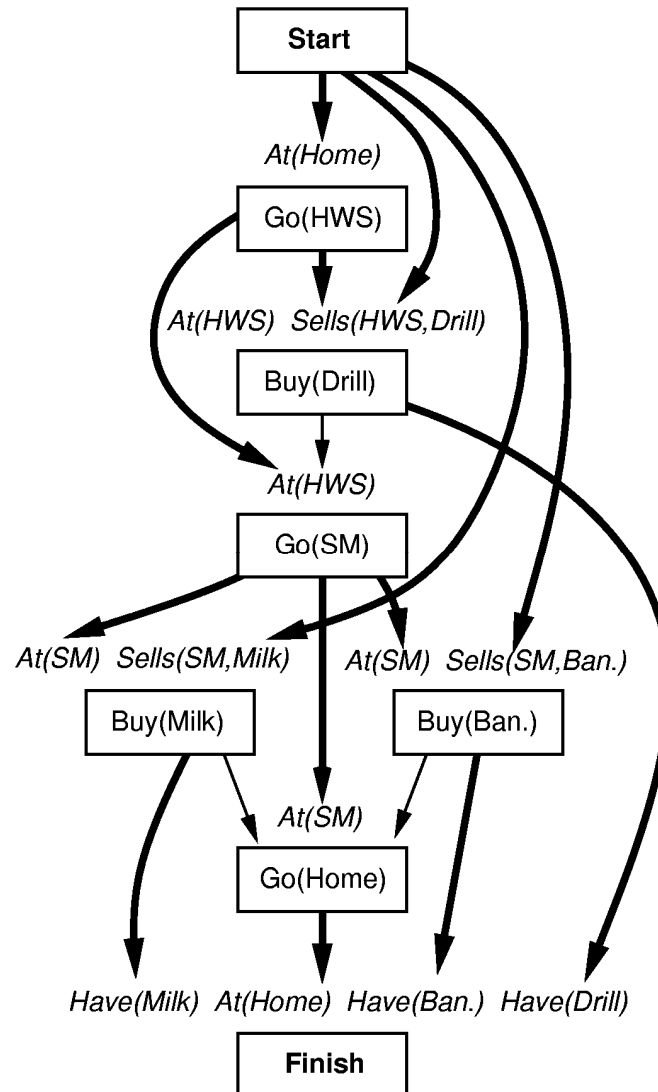 Start
At(Home)
Go(HWS)
At(HWS) Sells(HWS,Drill)
Buy(Drill)
At(HWS)
Go(SM)
At(SM) Sells(SM,Milk) At(SM) Sells(SM,Ban.)
Buy(Milk) Buy(Ban.)
At(SM)
Go(Home)
Have(Milk) At(Home) Have(Ban.) Have(Drill)
Finish